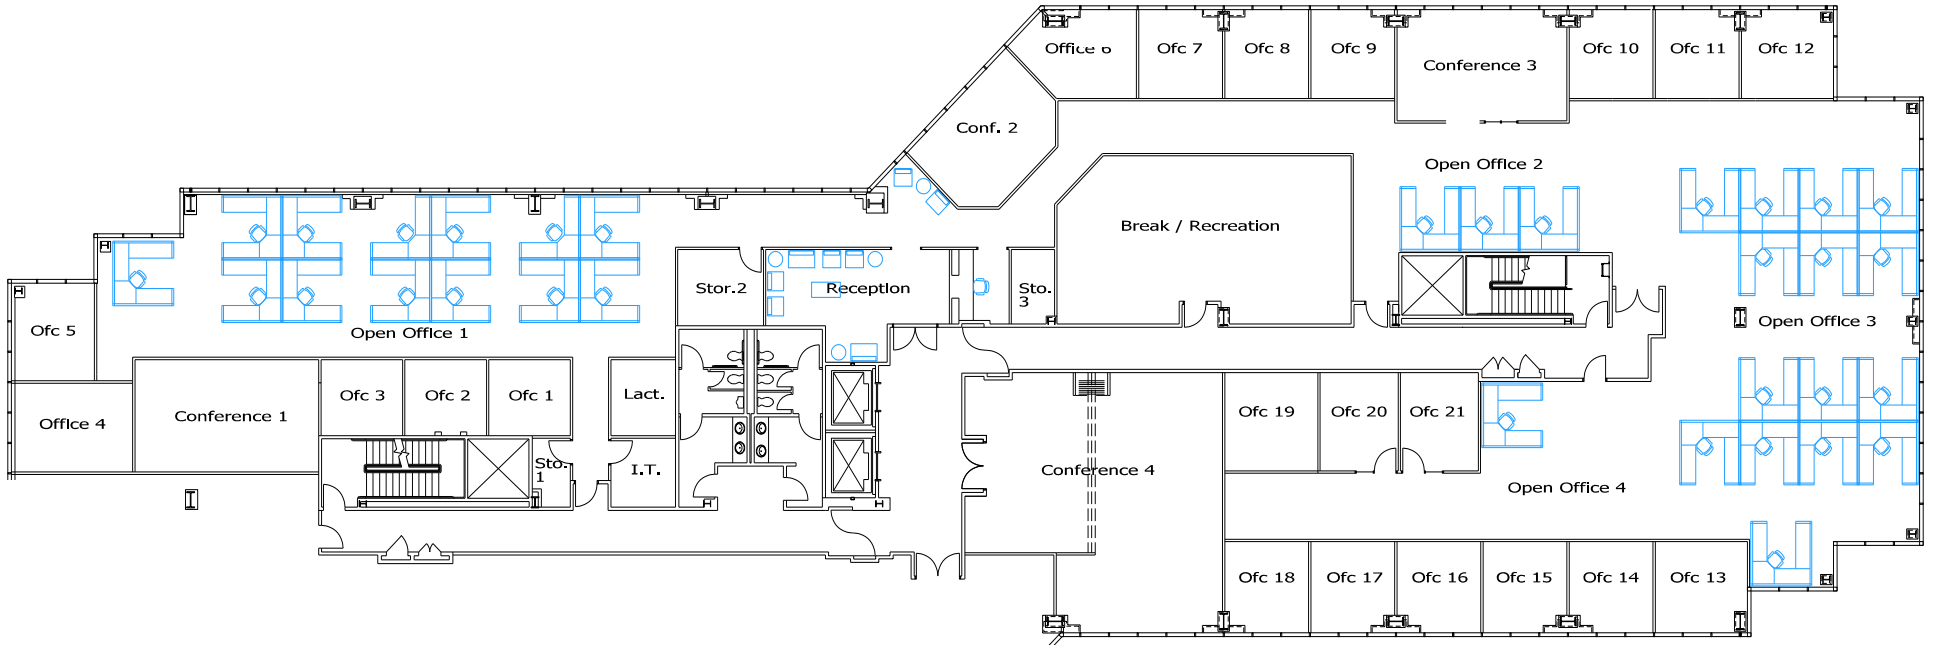 Office 6
Ofc 7
Ofc 8
Ofc 9
Conference 3
Ofc 10
Ofc 11
Ofc 12
Conf. 2
Open Office 2
Break / Recreation
Stor.2
Reception
Sto.
3
Ofc 5
Open Office 1
Open Office 3
Office 4
Conference 1
Ofc 3
Ofc 2
Ofc 1
Lact.
Ofc 19
Ofc 20
Ofc 21
Sto.
1
I.T.
Conference 4
Open Office 4
Ofc 18
Ofc 17
Ofc 16
Ofc 15
Ofc 14
Ofc 13